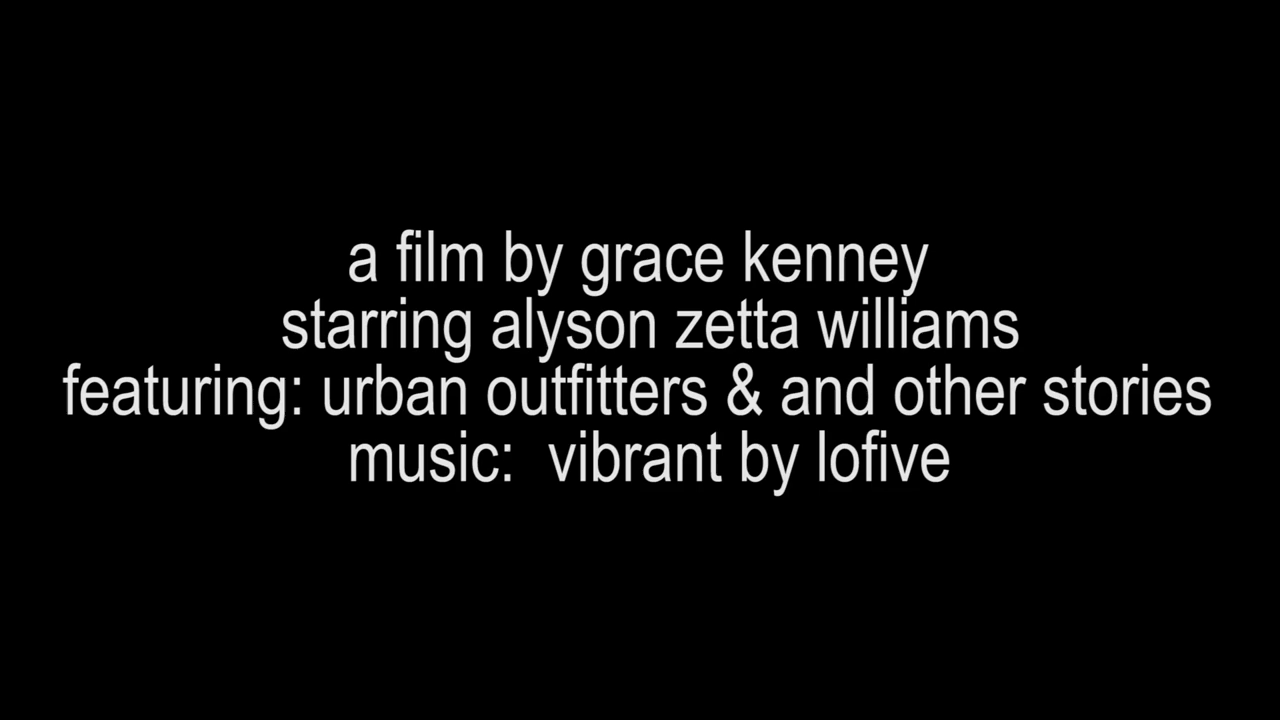 a film by grace kenney
starring alyson zetta williams
featuring: urban outfitters & and other stories
music:  vibrant by lofive